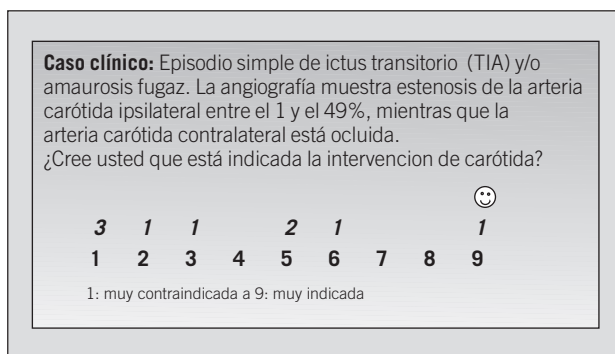 Caso clínico: Episodio simple de ictus transitorio (TIA) y/o
amaurosis fugaz. La angiografía muestra estenosis de la arteria
carótida ipsilateral entre el 1 y el 49%, mientras que la
arteria carótida contralateral está ocluida.
¿Cree usted que está indicada la intervencion de carótida?
3 1 1 2 1 1
1 2 3 4 5 6 7 8 9
1: muy contraindicada a 9: muy indicada